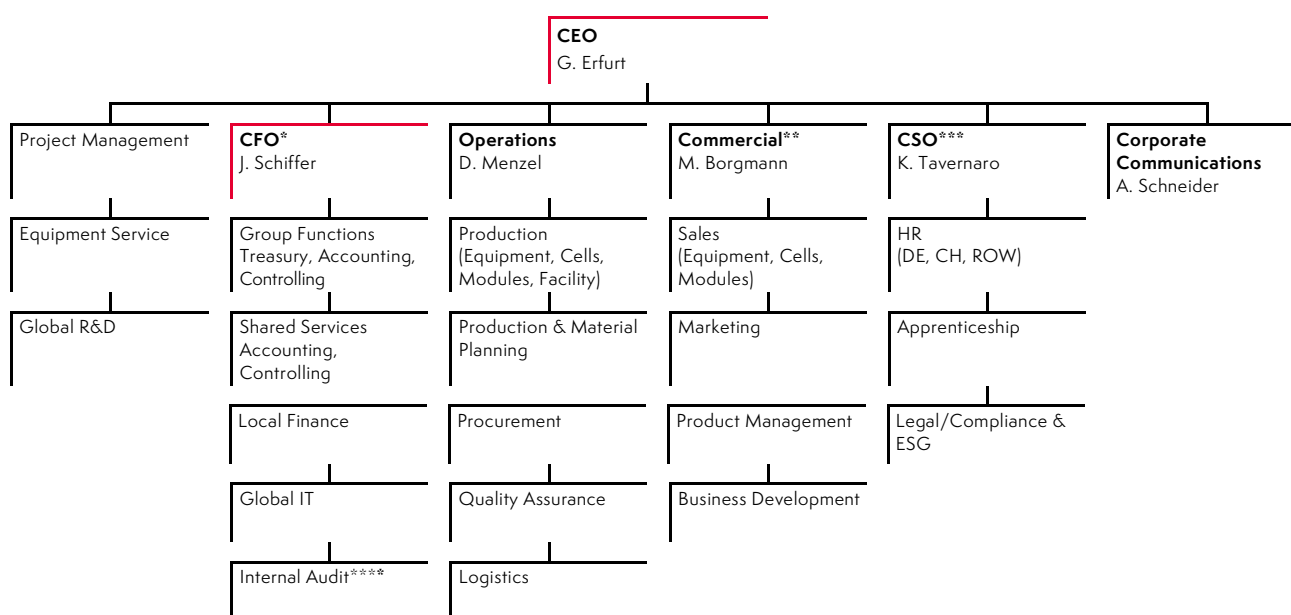 CEO
G. Erfurt
Project Management
CFO*
J. Schiffer
Operations
D. Menzel
Commercial**
M. Borgmann
CSO***
K. Tavernaro
Corporate
Communications
A. Schneider
Equipment Service
Group Functions
Treasury, Accounting,
Controlling
Production
(Equipment, Cells,
Modules, Facility)
Sales
(Equipment, Cells,
Modules)
HR
(DE, CH, ROW)
Global R&D
Shared Services
Accounting,
Controlling
Production & Material
Planning
Marketing
Apprenticeship
Local Finance
Procurement
Product Management
Legal/Compliance &
ESG
Global IT
Quality Assurance
Business Development
Internal Audit****
Logistics